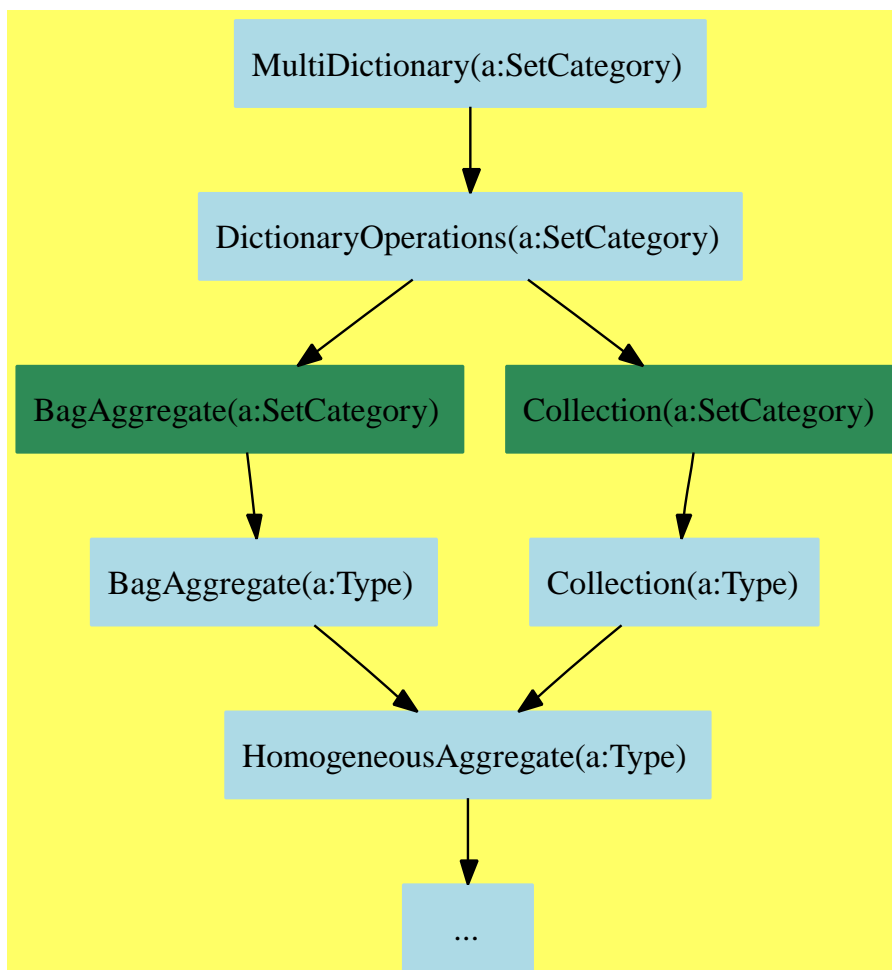 MultiDictionary(a:SetCategory)
DictionaryOperations(a:SetCategory)
BagAggregate(a:SetCategory)
Collection(a:SetCategory)
BagAggregate(a:Type)
Collection(a:Type)
HomogeneousAggregate(a:Type)
...